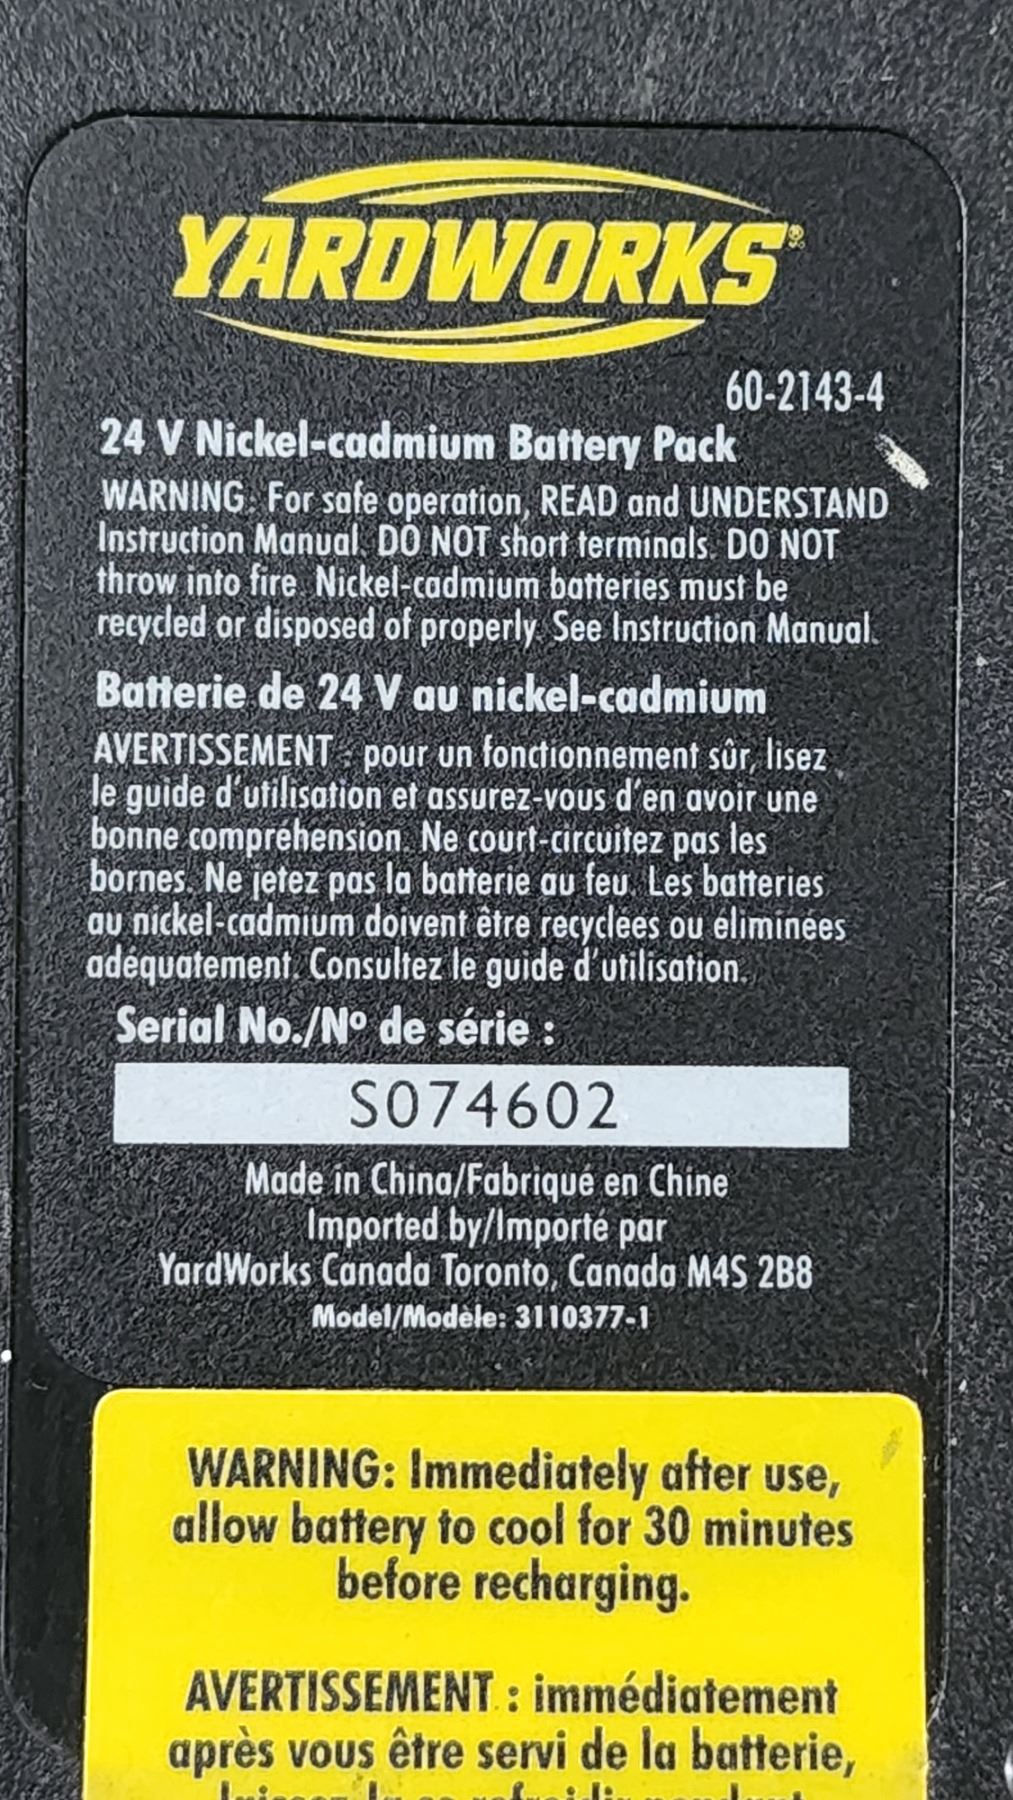 YARDWORKS®
60-2143-4
24 V Nickel-cadmium Battery Pack
WARNING: For safe operation, READ and UNDERSTAND
Instruction Manual. DO NOT short terminals. DO NOT
throw into fire. Nickel-cadmium batteries must be
recycled or disposed of properly. See Instruction Manual.
Batterie de 24 V au nickel-cadmium
AVERTISSEMENT : pour un fonctionnement sûr, lisez
le guide d'utilisation et assurez-vous d'en avoir une
bonne compréhension. Ne court-circuitez pas les
bornes. Ne jetez pas la batterie au feu. Les batteries
au nickel-cadmium doivent être recyclées ou éliminées
adéquatement. Consultez le guide d'utilisation.
Serial No./Nº de série :
S074602
Made in China/Fabriqué en Chine
Imported by/Importé par
YardWorks Canada Toronto, Canada M4S 2B8
Model/Modèle: 3110377-1
WARNING: Immediately after use,
allow battery to cool for 30 minutes
before recharging.
AVERTISSEMENT : immédiatement
après vous être servi de la batterie,
laissez-la se refroidir pendant